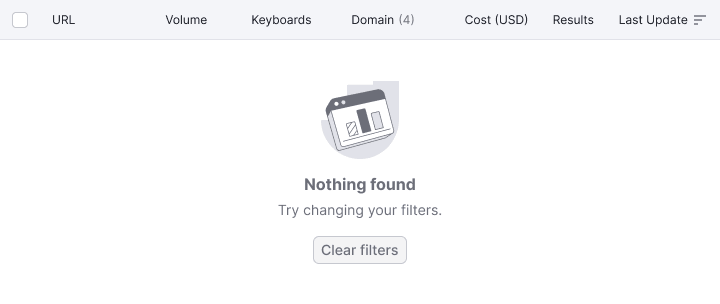 URL Volume Keyboards Domain (4) Cost (USD) Results Last Update
Nothing found
Try changing your filters.
Clear filters